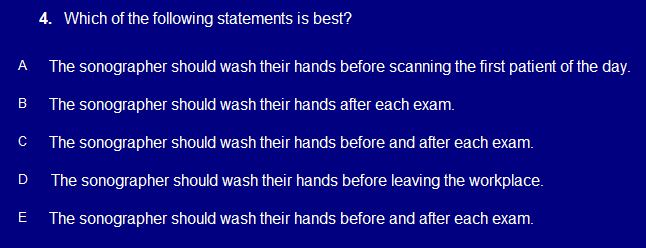 4. Which of the following statements is best?
A The sonographer should wash their hands before scanning the first patient of the day.
B The sonographer should wash their hands after each exam.
C The sonographer should wash their hands before and after each exam.
D The sonographer should wash their hands before leaving the workplace.
E The sonographer should wash their hands before and after each exam.